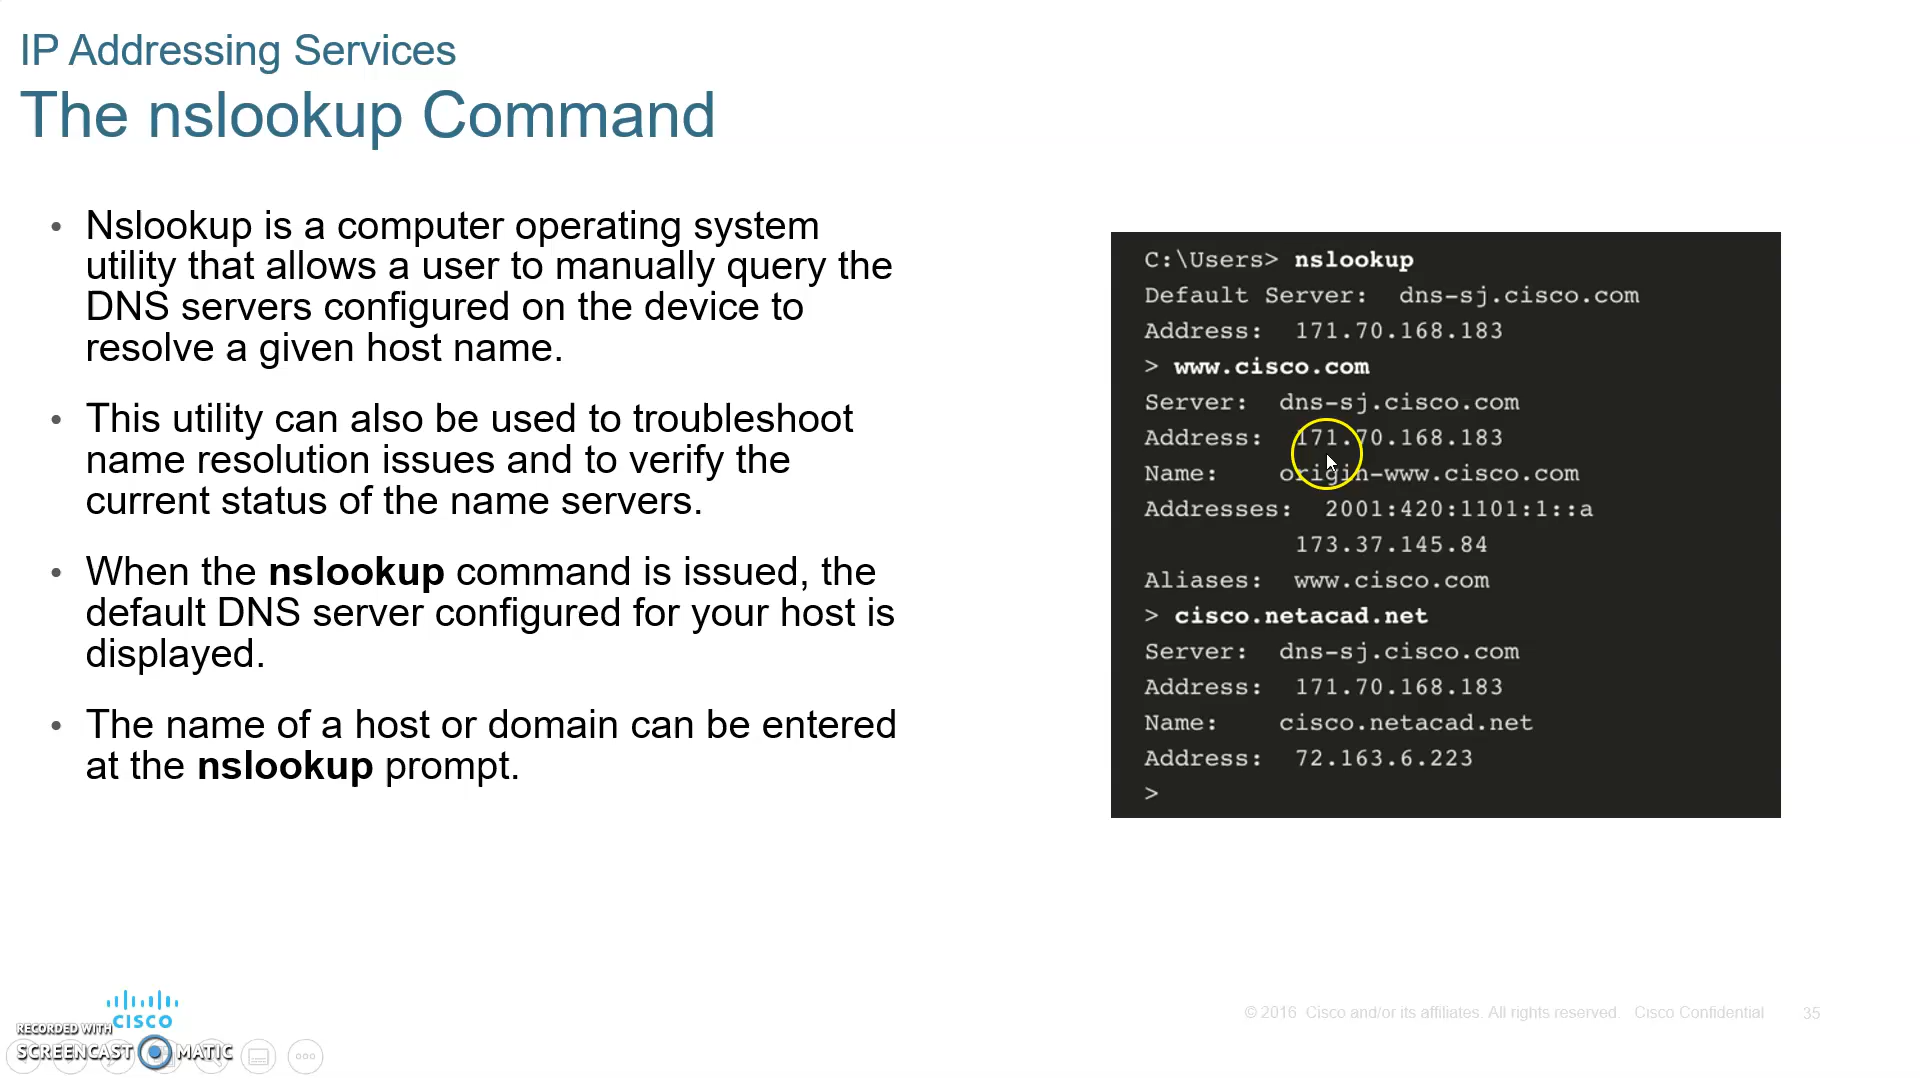 IP Addressing Services
The nslookup Command
• Nslookup is a computer operating system
utility that allows a user to manually query the
DNS servers configured on the device to
resolve a given host name.
• This utility can also be used to troubleshoot
name resolution issues and to verify the
current status of the name servers.
• When the nslookup command is issued, the
default DNS server configured for your host is
displayed.
• The name of a host or domain can be entered
at the nslookup prompt.
C:\Users> nslookup
Default Server:  dns-sj.cisco.com
Address:  171.70.168.183
> www.cisco.com
Server:  dns-sj.cisco.com
Address:  171.70.168.183
Name:    origin-www.cisco.com
Addresses:  2001:420:1101:1::a
173.37.145.84
Aliases:  www.cisco.com
> cisco.netacad.net
Server:  dns-sj.cisco.com
Address:  171.70.168.183
Name:    cisco.netacad.net
Address:  72.163.6.223
>
CISCO
RECORDED WITH
SCREENCAST MATIC
© 2016 Cisco and/or its affiliates. All rights reserved. Cisco Confidential 35